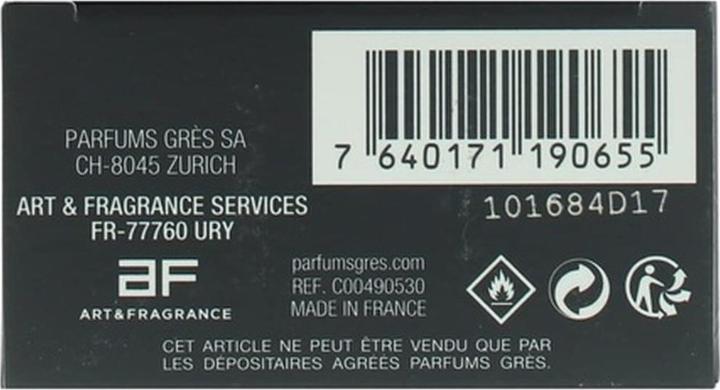 PARFUMS GRÈS SA
CH-8045 ZURICH
ART & FRAGRANCE SERVICES
FR-77760 URY
AF
ART&FRAGRANCE
7 640171 190655
101684D17
parfumsgres.com
REF. C00490530
MADE IN FRANCE
CET ARTICLE NE PEUT ÊTRE VENDU QUE PAR
LES DÉPOSITAIRES AGRÉÉS PARFUMS GRÈS.